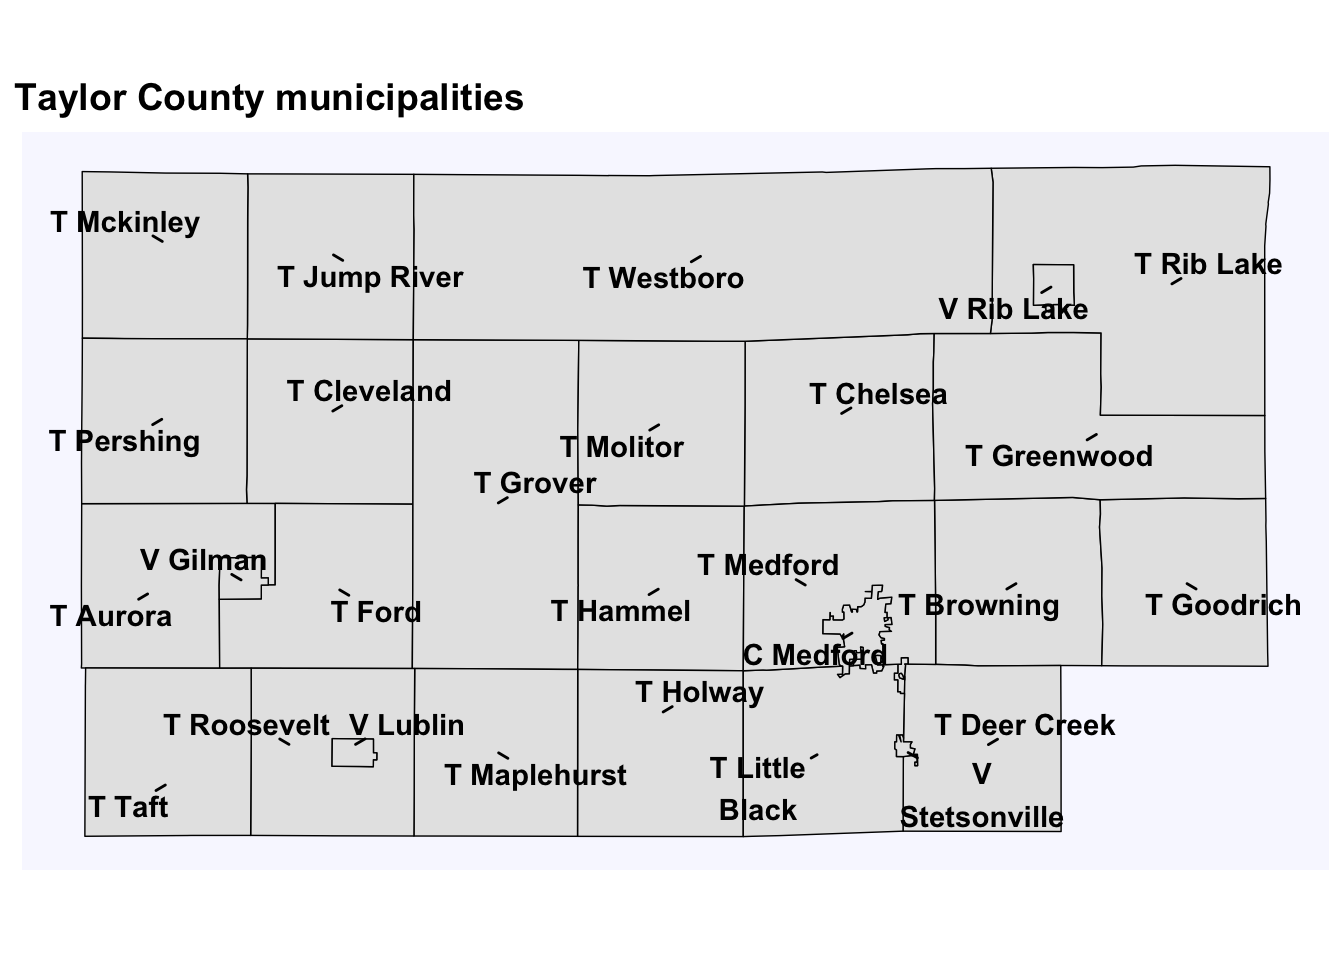 Taylor County municipalities
T Mckinley
T Jump River
T Westboro
T Rib Lake
V Rib Lake
T Cleveland
T Chelsea
T Pershing
T Molitor
T Greenwood
T Grover
V Gilman
T Medford
T Aurora
T Ford
T Hammel
T Browning
T Goodrich
C Medford
T Holway
T Roosevelt
V Lublin
T Deer Creek
T Maplehurst
T Little
Black
V
Stetsonville
T Taft